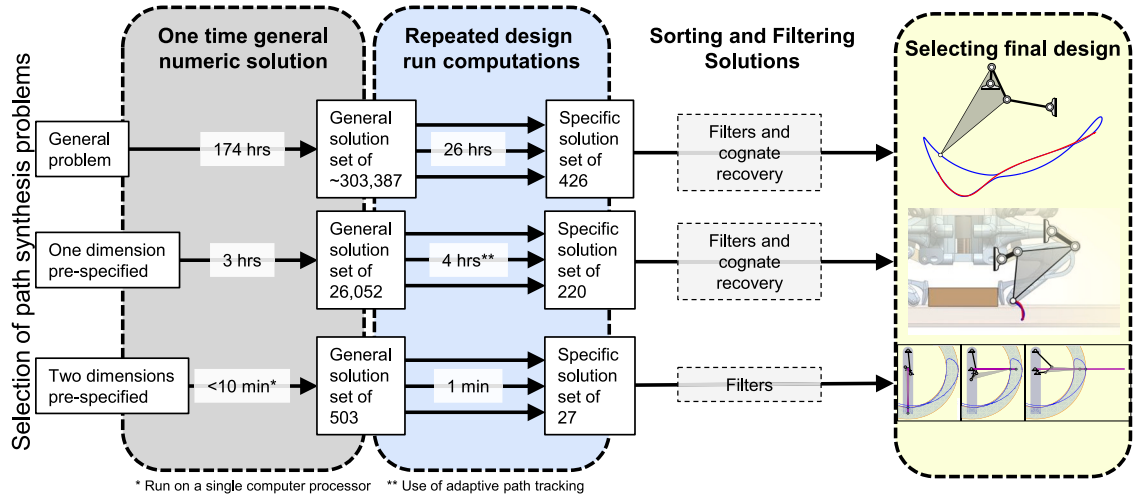 Selection of path synthesis problems
One time general
numeric solution
Repeated design
run computations
Sorting and Filtering
Solutions
Selecting final design
General
problem
174 hrs
General
solution
set of
~303,387
26 hrs
Specific
solution
set of
426
Filters and
cognate
recovery
One dimension
pre-specified
3 hrs
General
solution
set of
26,052
4 hrs**
Specific
solution
set of
220
Filters and
cognate
recovery
Two dimensions
pre-specified
<10 min*
General
solution
set of
503
1 min
Specific
solution
set of
27
Filters
* Run on a single computer processor
** Use of adaptive path tracking